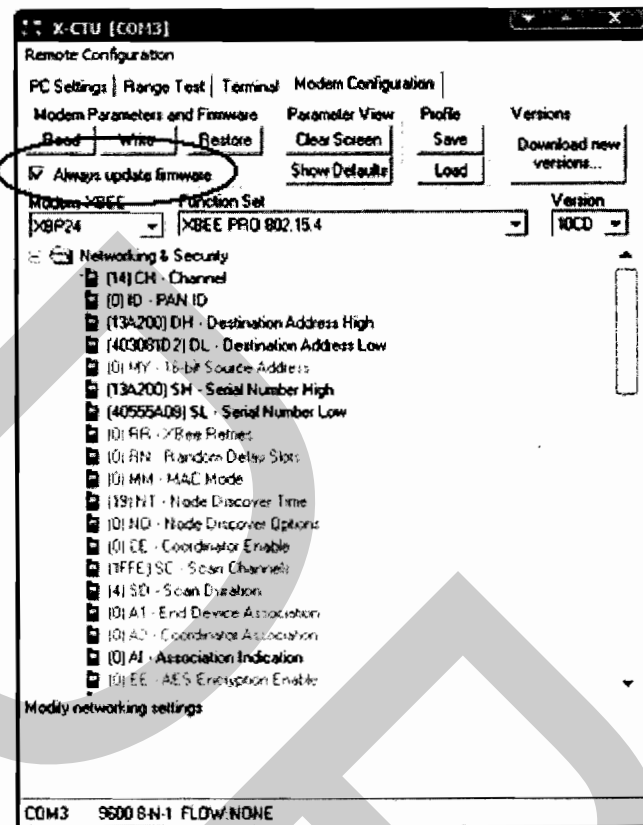 X-CTU [COM3]
Remote Configuration
PC Settings Range Test Terminal Modem Configuration
Modem Parameters and Firmware Parameter View Profile Versions
Read Write Restore Clear Screen Save Download new versions...
Always update firmware Show Defaults Load
Modem XBEE Function Set Version
XBP24 XBEE PRO 802.15.4 10CD
Networking & Security
[14] CH - Channel
[0] ID - PAN ID
[13A200] DH - Destination Address High
[403081D2] DL - Destination Address Low
[0] MY - 16-bit Source Address
[13A200] SH - Serial Number High
[40555A09] SL - Serial Number Low
[0] RR - XBee Retries
[0] RN - Random Delay Slots
[0] MM - MAC Mode
[19] NT - Node Discover Time
[0] NO - Node Discover Options
[0] CE - Coordinator Enable
[1FFE] SC - Scan Channels
[4] SD - Scan Duration
[0] A1 - End Device Association
[0] A2 - Coordinator Association
[0] AI - Association Indication
[0] EE - AES Encryption Enable
Modify networking settings
COM3 9600 8-N-1 FLOW:NONE